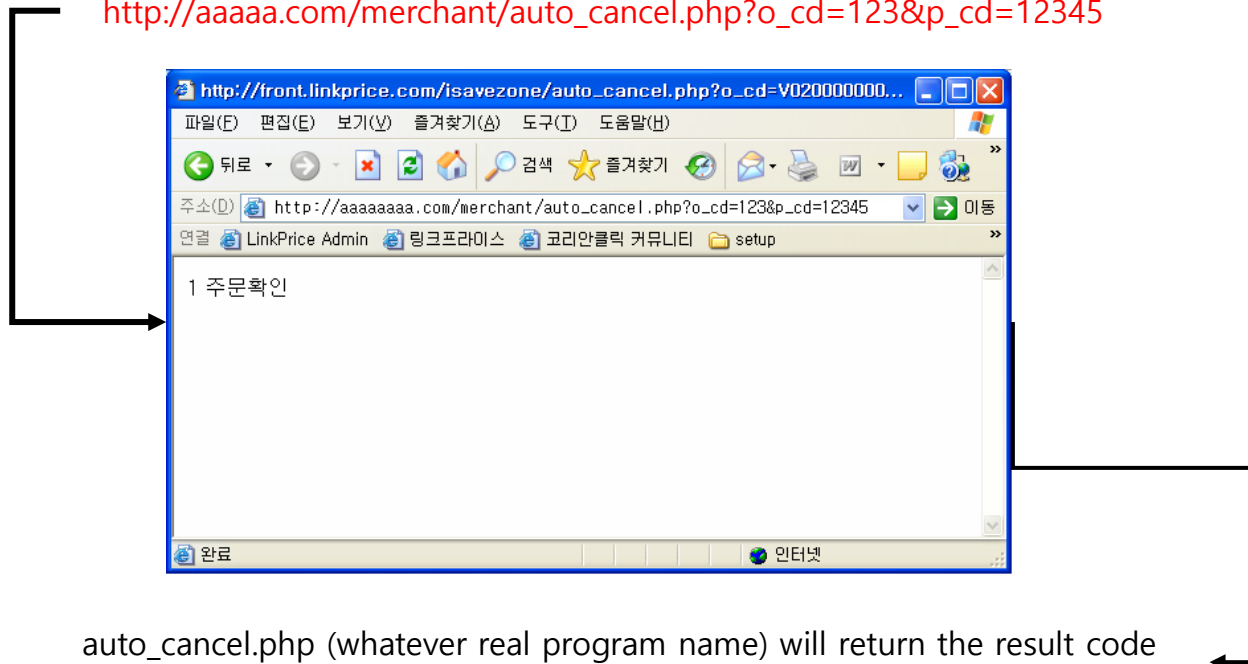 http://aaaaa.com/merchant/auto_cancel.php?o_cd=123&p_cd=12345
http://front.linkprice.com/isavezone/auto_cancel.php?o_cd=V020000000...
파일(F) 편집(E) 보기(V) 즐겨찾기(A) 도구(T) 도움말(H)
뒤로 검색 즐겨찾기
주소(D) http://aaaaaaaa.com/merchant/auto_cancel.php?o_cd=123&p_cd=12345 이동
연결 LinkPrice Admin 링크프라이스 코리안클릭 커뮤니티 setup
1 주문확인
완료 인터넷
auto_cancel.php (whatever real program name) will return the result code